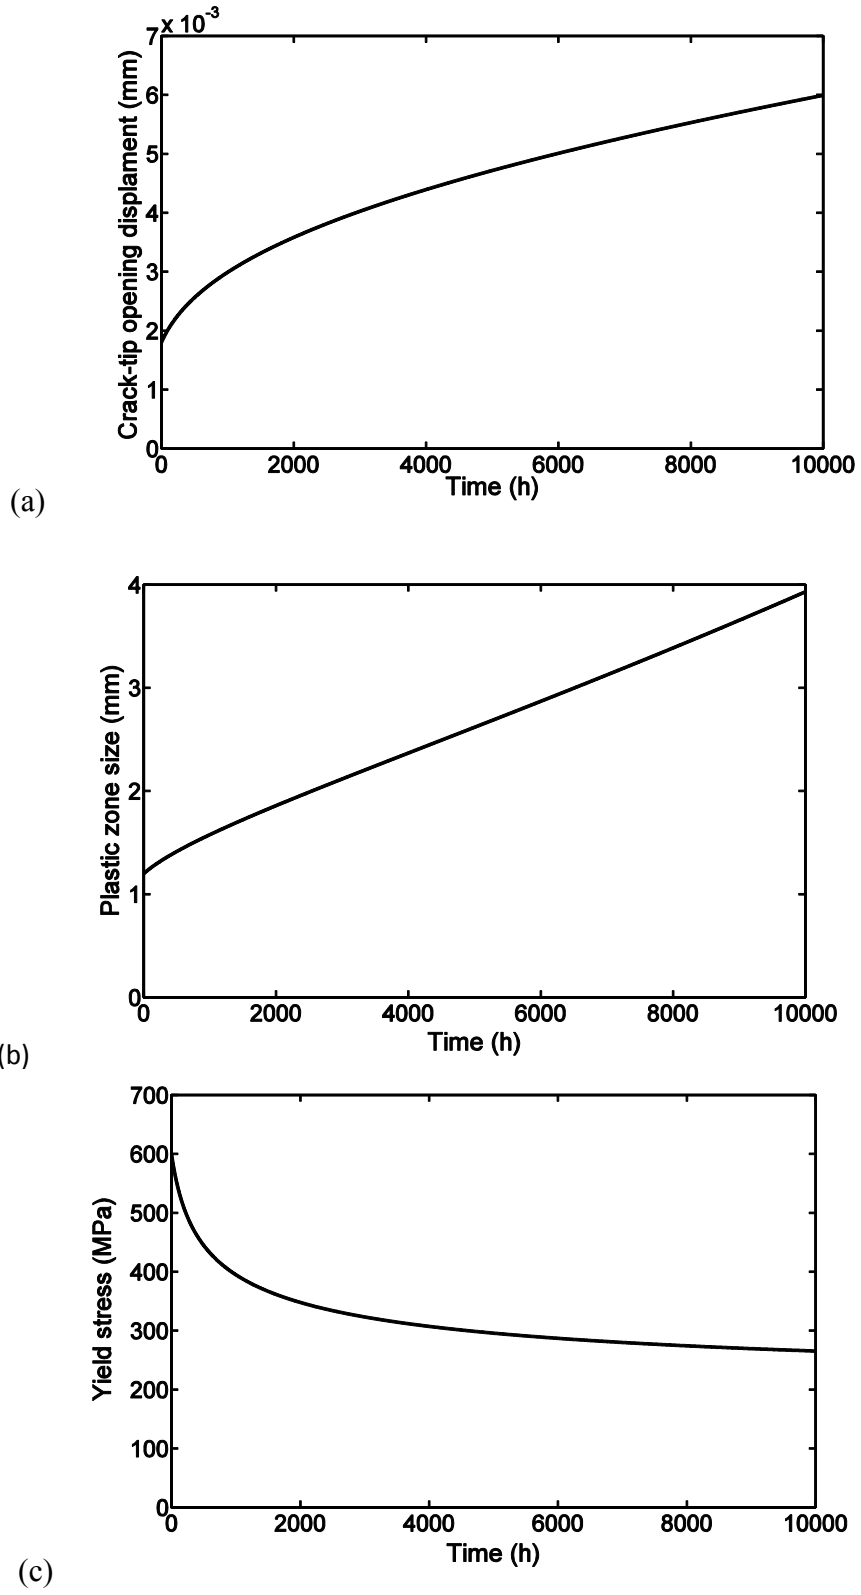 7 x 10-3
6
5
4
3
2
1
0
Crack-tip opening displament (mm)
0 2000 4000 6000 8000 10000
Time (h)
(a)
4
3
2
1
0
Plastic zone size (mm)
0 2000 4000 6000 8000 10000
Time (h)
(b)
700
600
500
400
300
200
100
0
Yield stress (MPa)
0 2000 4000 6000 8000 10000
Time (h)
(c)